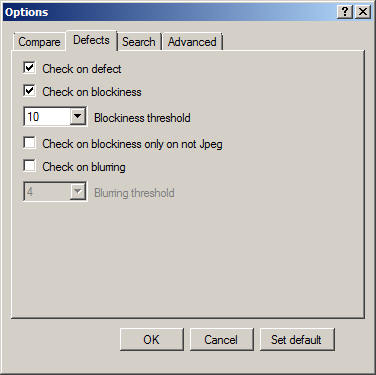 Options
Compare Defects Search Advanced
Check on defect
Check on blockiness
10 Blockiness threshold
Check on blockiness only on not Jpeg
Check on blurring
4 Blurring threshold
OK Cancel Set default